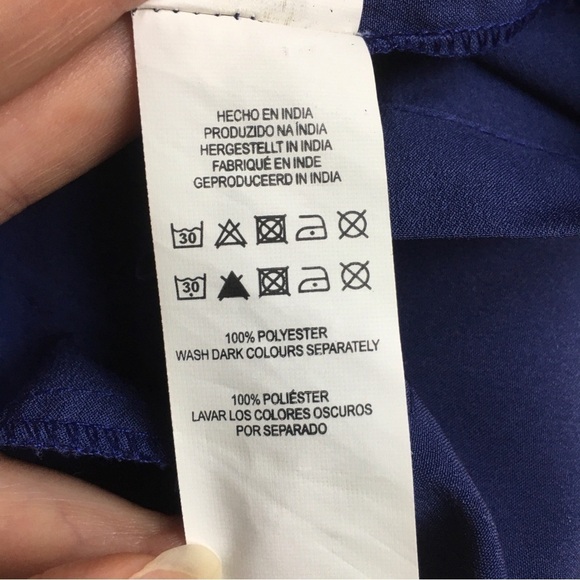 HECHO EN INDIA
PRODUZIDO NA ÍNDIA
HERGESTELLT IN INDIA
FABRIQUÉ EN INDE
GEPRODUCEERD IN INDIA
30
30
100% POLYESTER
WASH DARK COLOURS SEPARATELY
100% POLIÉSTER
LAVAR LOS COLORES OSCUROS
POR SEPARADO